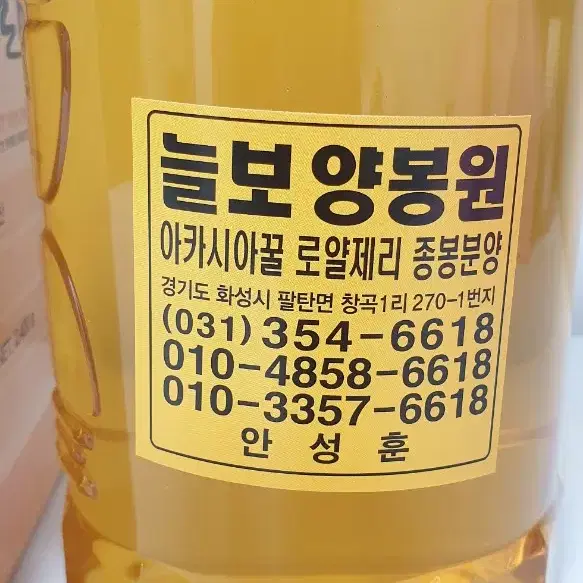 늘보양봉원
아카시아꿀 로얄제리 종봉분양
경기도 화성시 팔탄면 창곡1리 270-1번지
(031) 354-6618
010-4858-6618
010-3357-6618
안 성 훈